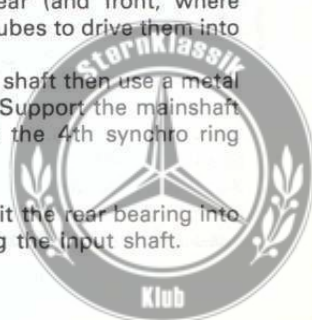 ear (and front, where
ubes to drive them into
shaft then use a metal
Support the mainshaft
the 4th synchro ring
it the rear bearing into
g the input shaft.
SternKlassik
Klub